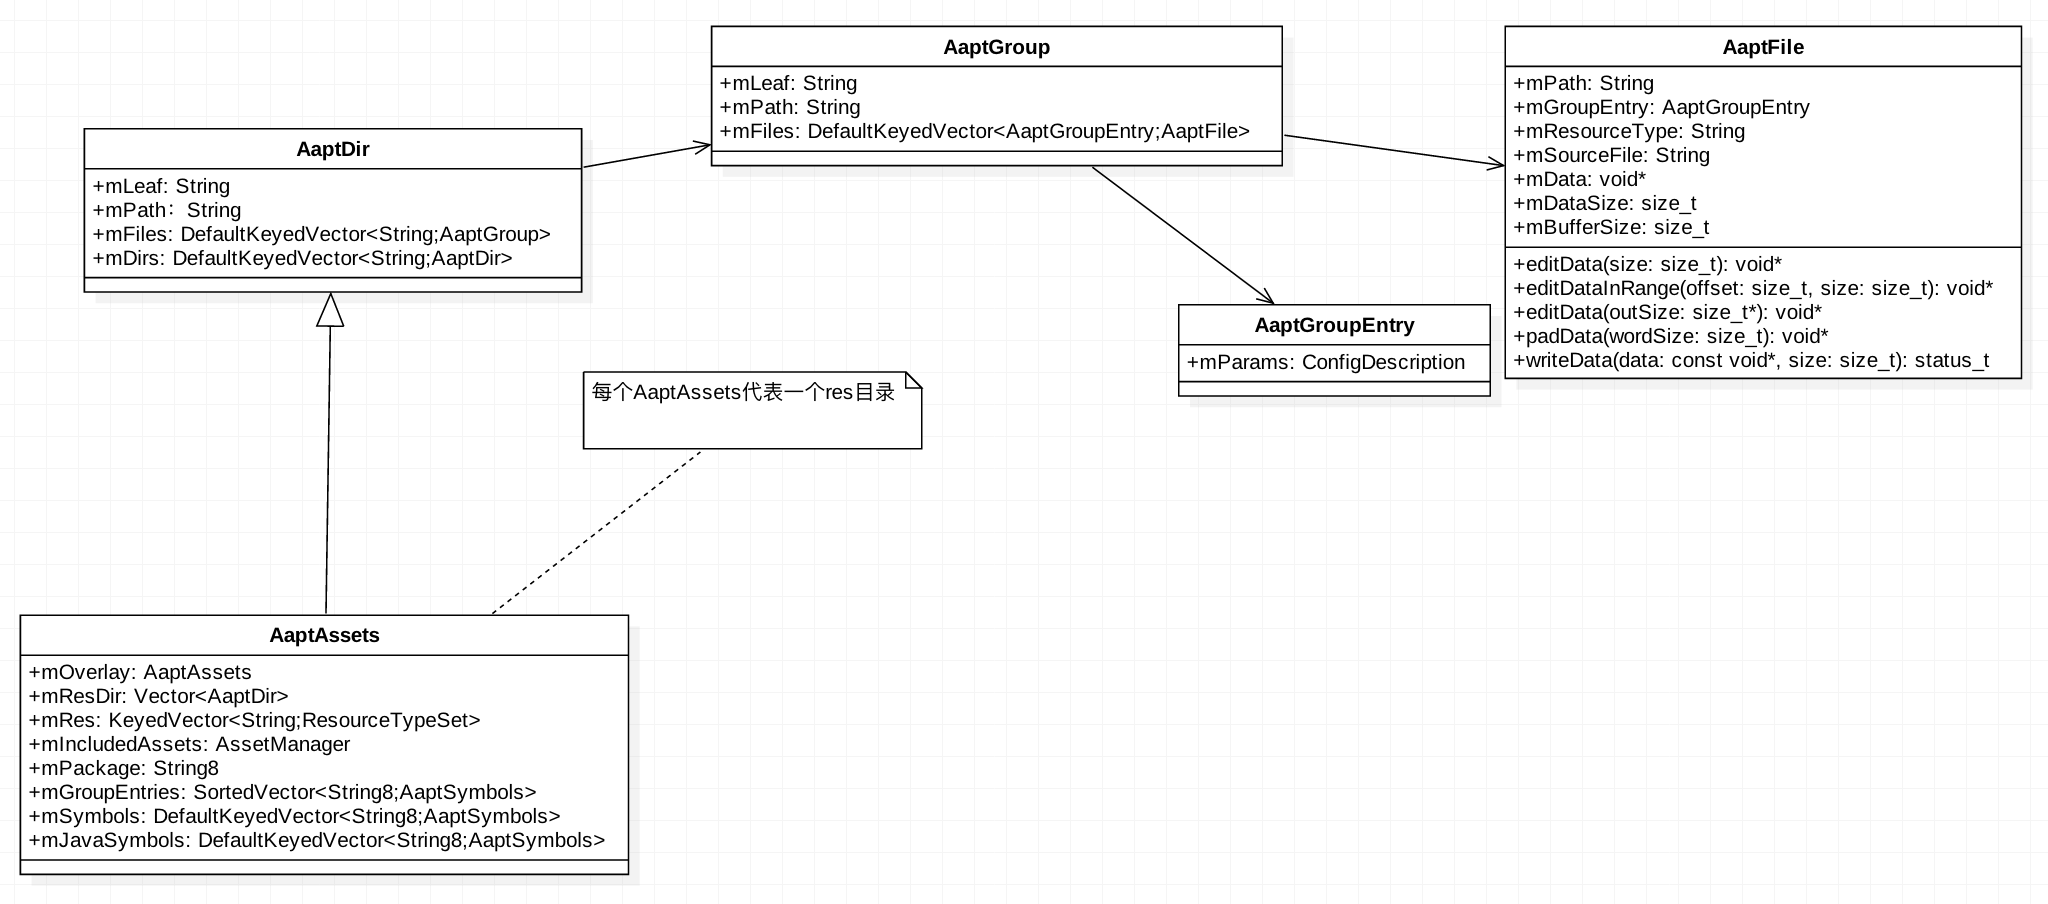 AaptGroup
+mLeaf: String
+mPath: String
+mFiles: DefaultKeyedVector<AaptGroupEntry;AaptFile>
AaptFile
+mPath: String
+mGroupEntry: AaptGroupEntry
+mResourceType: String
+mSourceFile: String
+mData: void*
+mDataSize: size_t
+mBufferSize: size_t
+editData(size: size_t): void*
+editDataInRange(offset: size_t, size: size_t): void*
+editData(outSize: size_t*): void*
+padData(wordSize: size_t): void*
+writeData(data: const void*, size: size_t): status_t
AaptDir
+mLeaf: String
+mPath：String
+mFiles: DefaultKeyedVector<String;AaptGroup>
+mDirs: DefaultKeyedVector<String;AaptDir>
AaptGroupEntry
+mParams: ConfigDescription
每个AaptAssets代表一个res目录
AaptAssets
+mOverlay: AaptAssets
+mResDir: Vector<AaptDir>
+mRes: KeyedVector<String;ResourceTypeSet>
+mIncludedAssets: AssetManager
+mPackage: String8
+mGroupEntries: SortedVector<String8;AaptSymbols>
+mSymbols: DefaultKeyedVector<String8;AaptSymbols>
+mJavaSymbols: DefaultKeyedVector<String8;AaptSymbols>